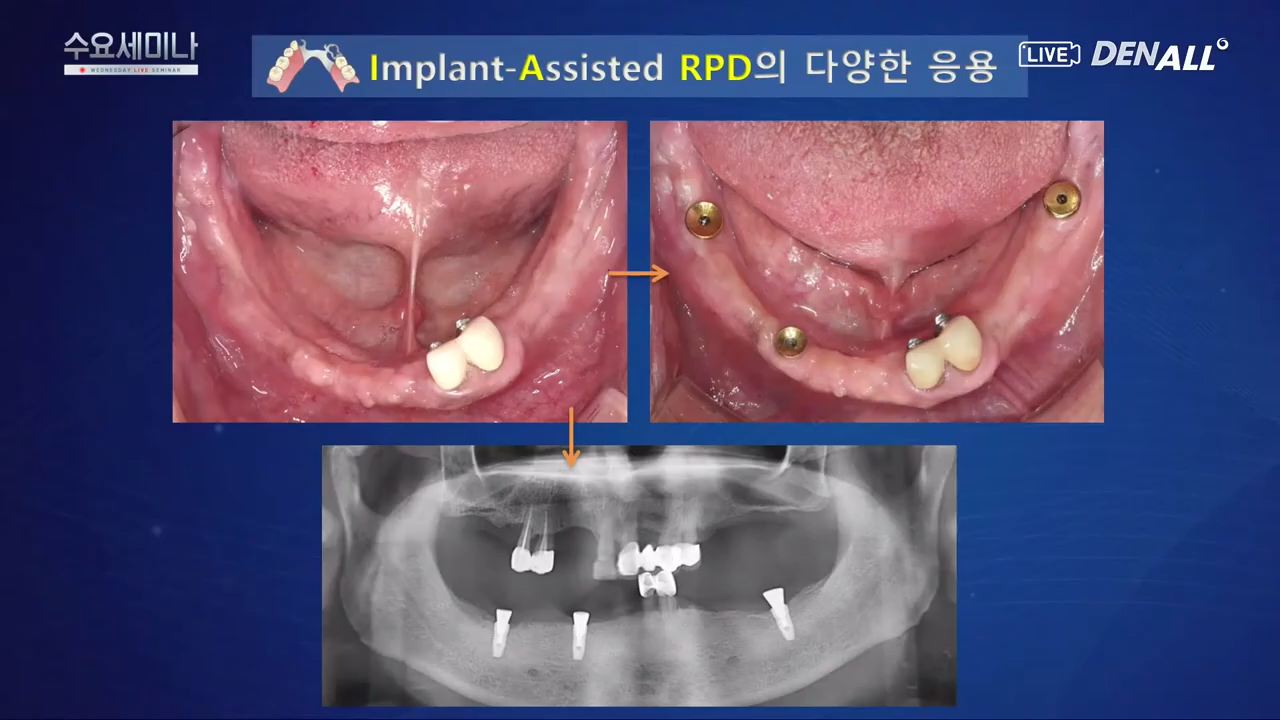 수요세미나
WEDNESDAY LIVE SEMINAR
Implant-Assisted RPD의 다양한 응용
LIVE
DENALL